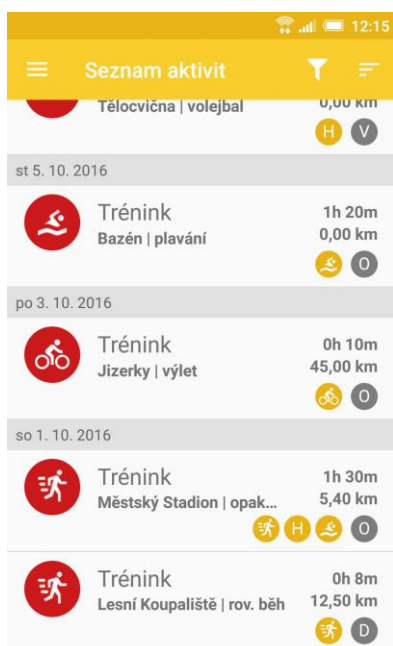 12:15
Seznam aktivit
Tělocvična | volejbal 0,00 km
H V
st 5. 10. 2016
Trénink 1h 20m
Bazén | plavání 0,00 km
O
po 3. 10. 2016
Trénink 0h 10m
Jizerky | výlet 45,00 km
O
so 1. 10. 2016
Trénink 1h 30m
Městský Stadion | opak... 5,40 km
H O
Trénink 0h 8m
Lesní Koupaliště | rov. běh 12,50 km
D